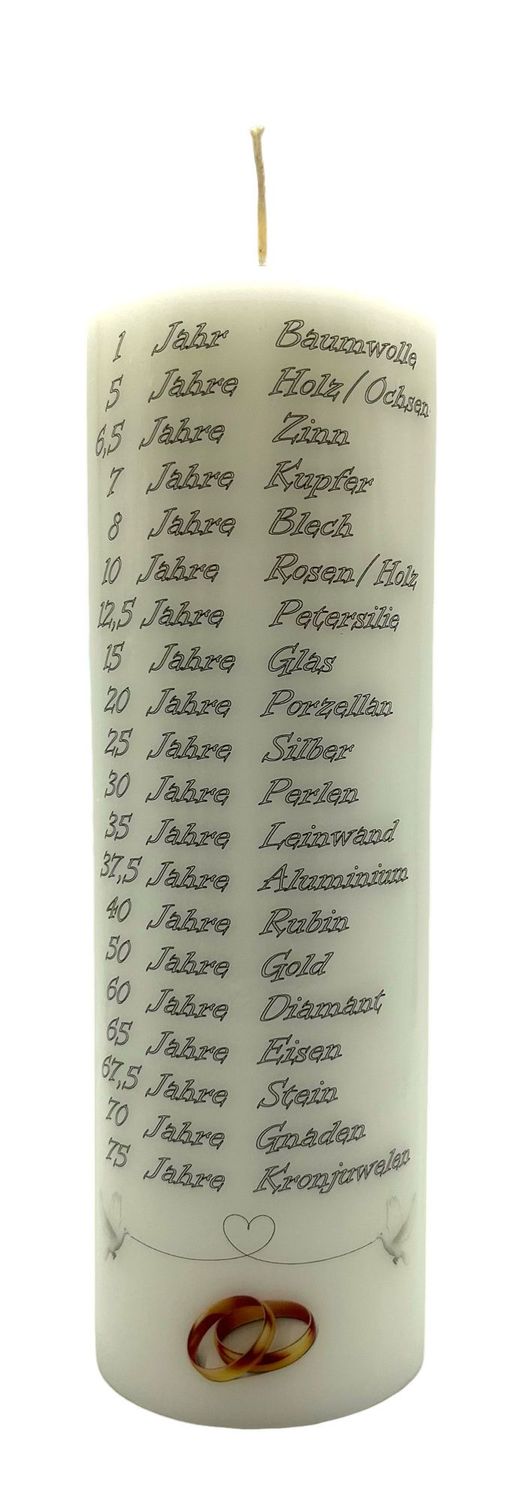 1 Jahr Baumwolle
5 Jahre Holz/Ochsen
6,5 Jahre Zinn
7 Jahre Kupfer
8 Jahre Blech
10 Jahre Rosen/Holz
12,5 Jahre Petersilie
15 Jahre Glas
20 Jahre Porzellan
25 Jahre Silber
30 Jahre Perlen
35 Jahre Leinwand
37,5 Jahre Aluminium
40 Jahre Rubin
50 Jahre Gold
60 Jahre Diamant
65 Jahre Eisen
67,5 Jahre Stein
70 Jahre Gnaden
75 Jahre Kronjuwelen